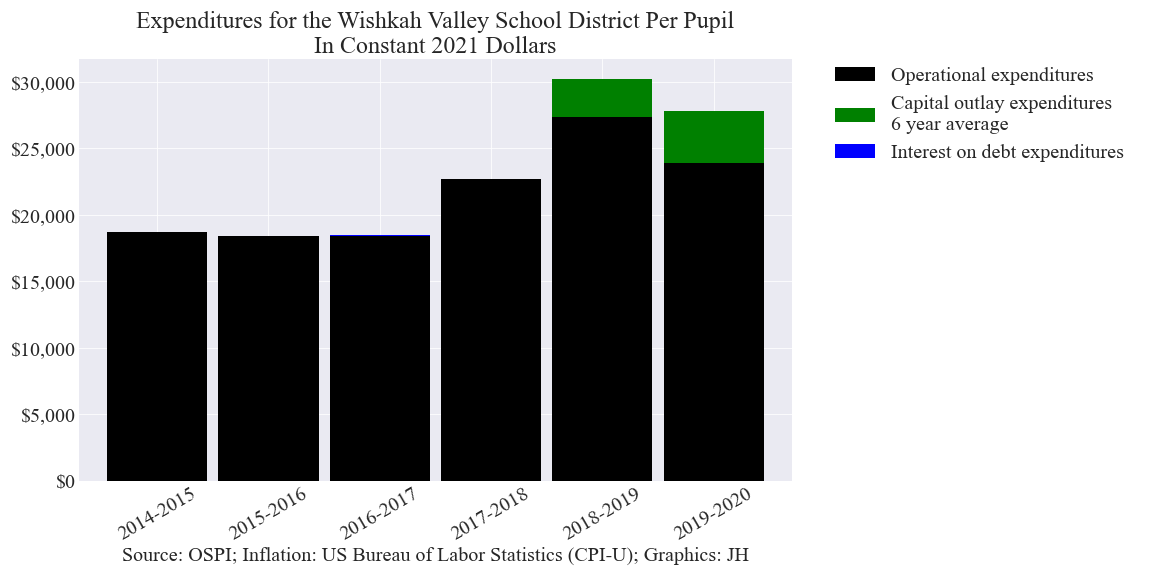 Expenditures for the Wishkah Valley School District Per Pupil
In Constant 2021 Dollars
$30,000
$25,000
$20,000
$15,000
$10,000
$5,000
$0
2014-2015
2015-2016
2016-2017
2017-2018
2018-2019
2019-2020
Operational expenditures
Capital outlay expenditures
6 year average
Interest on debt expenditures
Source: OSPI; Inflation: US Bureau of Labor Statistics (CPI-U); Graphics: JH